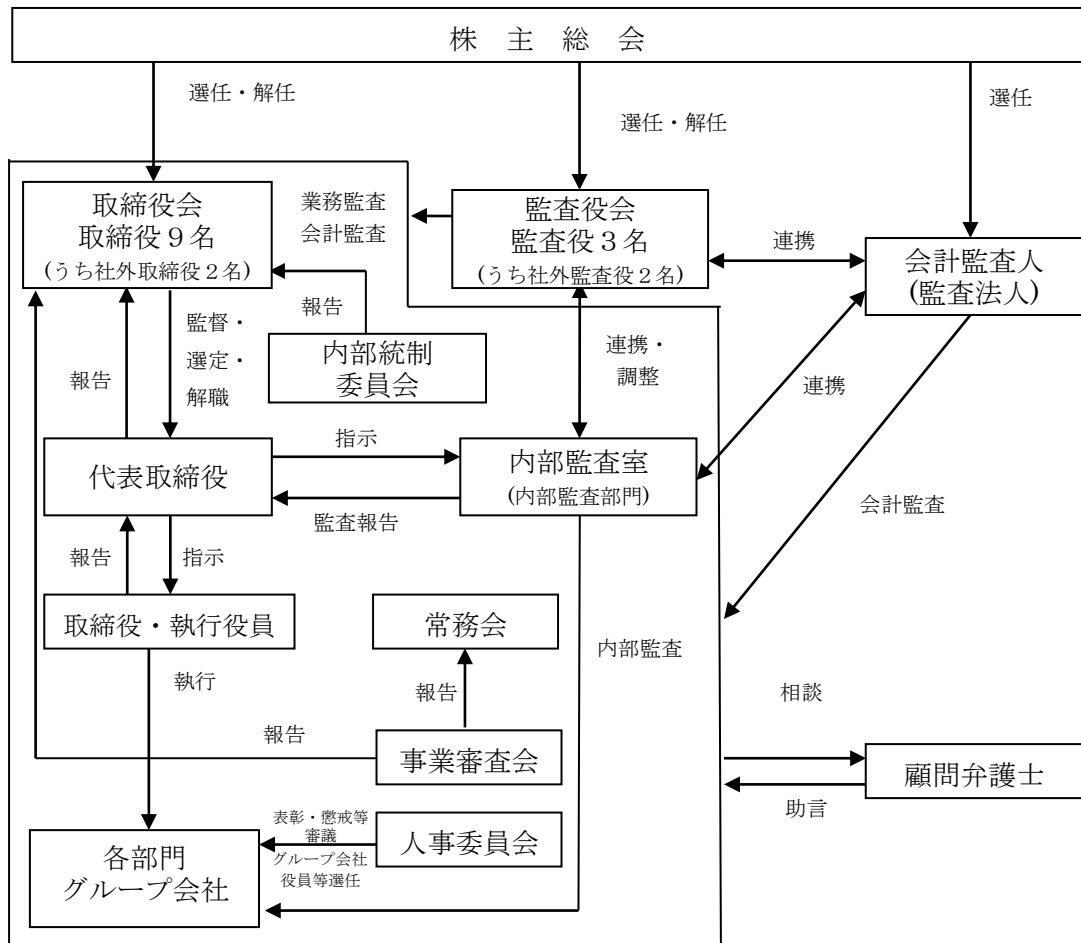 株 主 総 会
選任・解任
選任・解任
選任
取締役会
取締役９名
(うち社外取締役２名)
業務監査
会計監査
監査役会
監査役３名
(うち社外監査役２名)
連携
会計監査人
(監査法人)
報告
監督・
選定・
解職
報告
内部統制
委員会
連携・
調整
連携
代表取締役
指示
監査報告
内部監査室
(内部監査部門)
会計監査
報告
指示
取締役・執行役員
常務会
内部監査
執行
報告
相談
報告
事業審査会
顧問弁護士
助言
表彰・懲戒等
審議
グループ会社
役員等選任
人事委員会
各部門
グループ会社